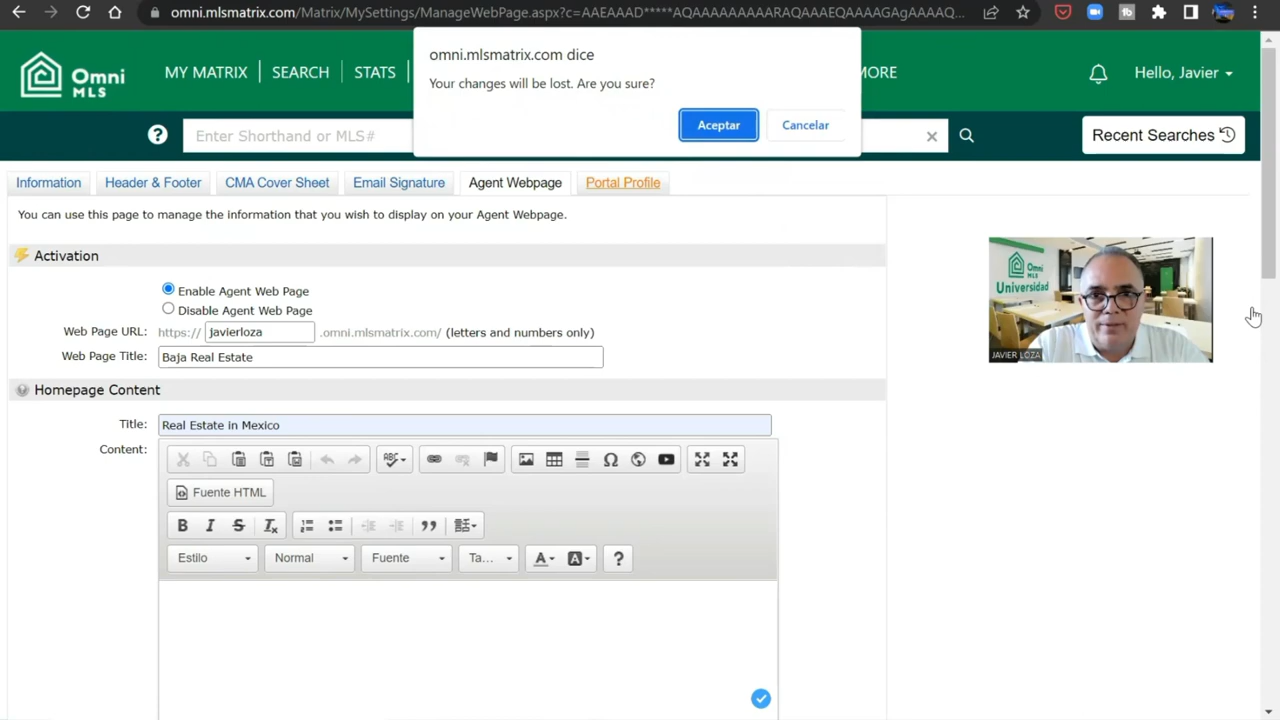 omni.mlsmatrix.com/Matrix/MySettings/ManageWebPage.aspx?c=AAEAAAD*****AQAAAAAAAAARAQAAAEQAAAAGAgAAAAQ...
omni.mlsmatrix.com dice
Your changes will be lost. Are you sure?
Aceptar
Cancelar
Omni
MLS
MY MATRIX
SEARCH
STATS
MORE
Hello, Javier
Enter Shorthand or MLS#
Recent Searches
Information
Header & Footer
CMA Cover Sheet
Email Signature
Agent Webpage
Portal Profile
You can use this page to manage the information that you wish to display on your Agent Webpage.
Activation
Enable Agent Web Page
Disable Agent Web Page
Web Page URL: https:// javierloza .omni.mlsmatrix.com/ (letters and numbers only)
Web Page Title: Baja Real Estate
Homepage Content
Title: Real Estate in Mexico
Content:
ABC
Fuente HTML
B I S Tx
Estilo
Normal
Fuente
Ta...
A
A
?
Omni
MLS
Universidad
JAVIER LOZA